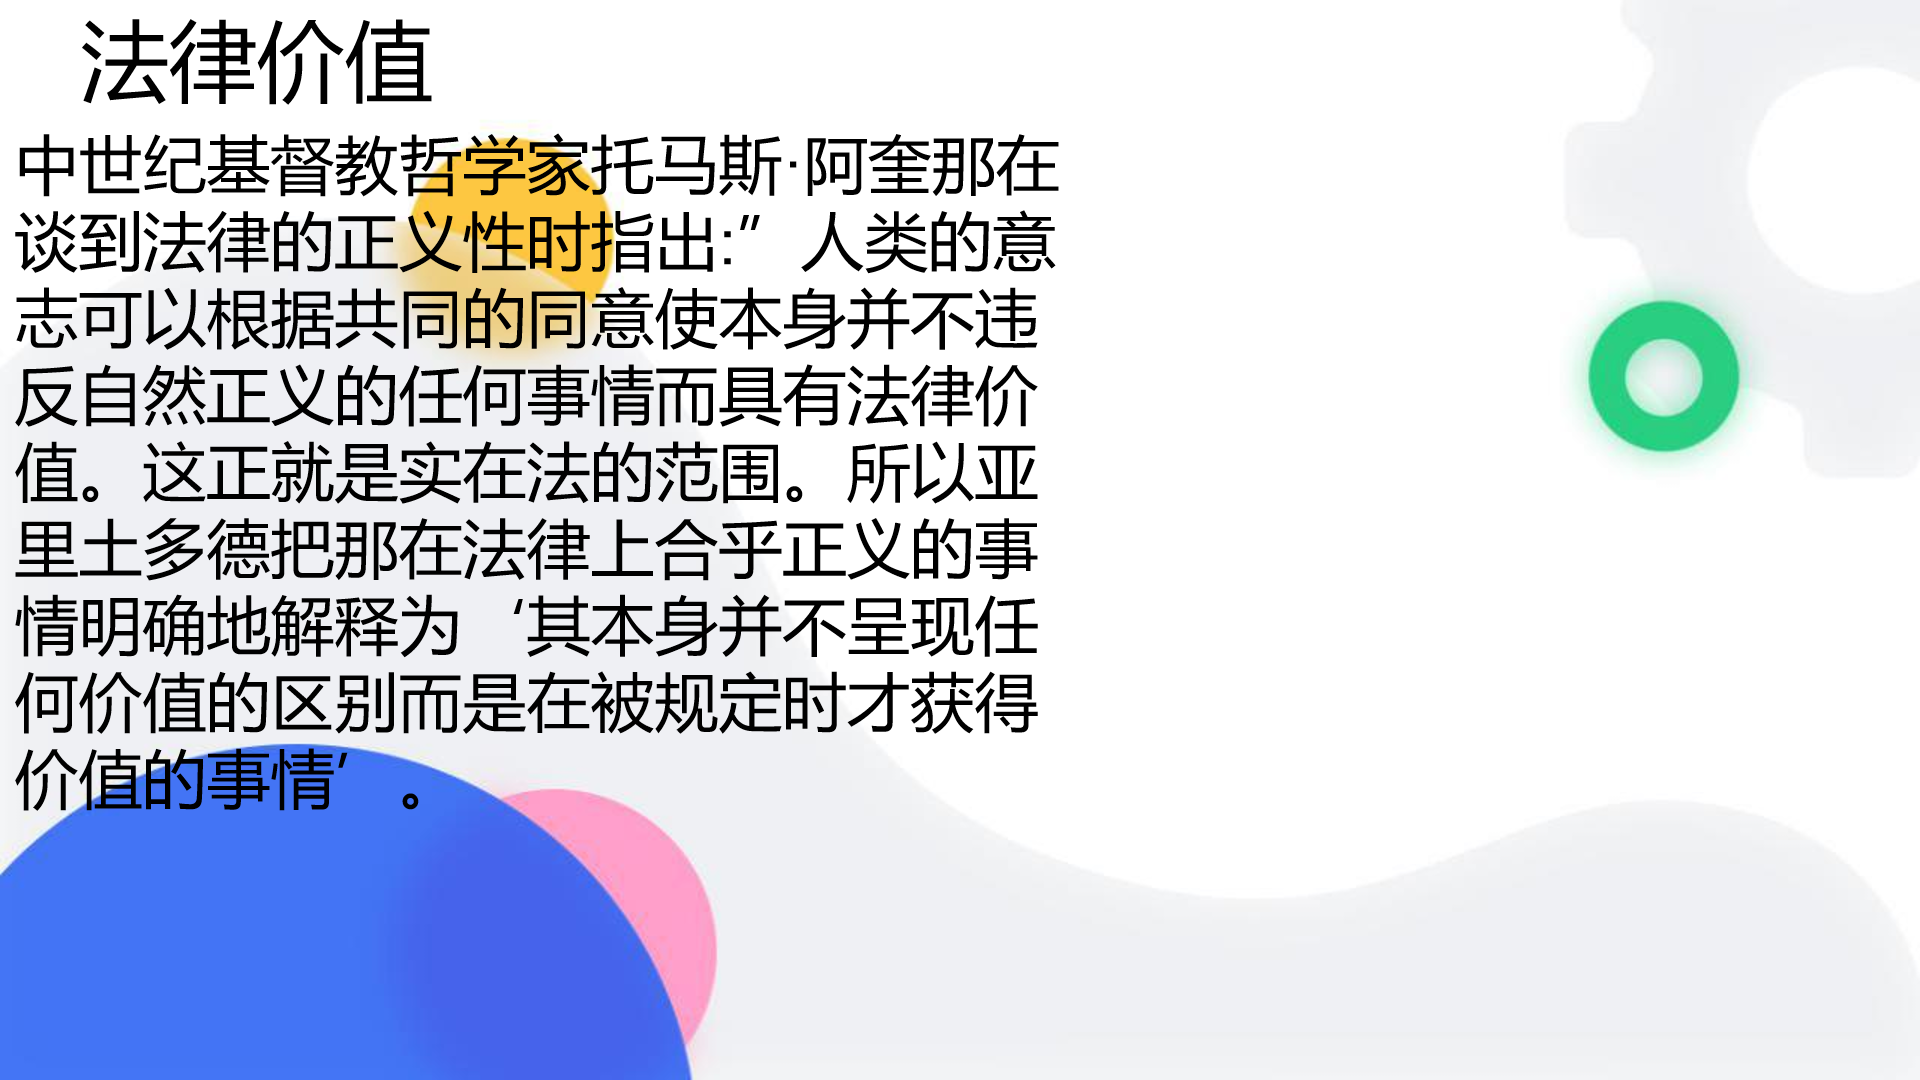 法律价值
中世纪基督教哲学家托马斯·阿奎那在
谈到法律的正义性时指出:”人类的意
志可以根据共同的同意使本身并不违
反自然正义的任何事情而具有法律价
值。这正就是实在法的范围。所以亚
里土多德把那在法律上合乎正义的事
情明确地解释为‘其本身并不呈现任
何价值的区别而是在被规定时才获得
价值的事情’。